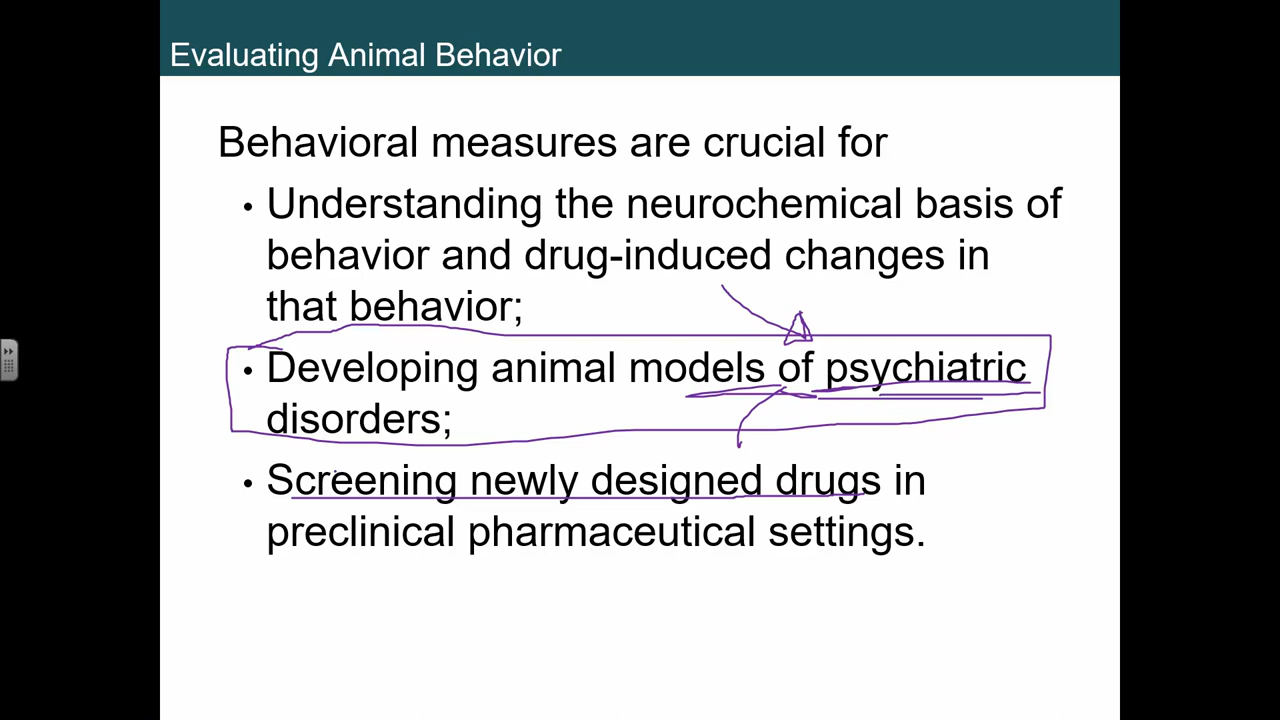 Evaluating Animal Behavior
Behavioral measures are crucial for
• Understanding the neurochemical basis of
behavior and drug-induced changes in
that behavior;
• Developing animal models of psychiatric
disorders;
• Screening newly designed drugs in
preclinical pharmaceutical settings.